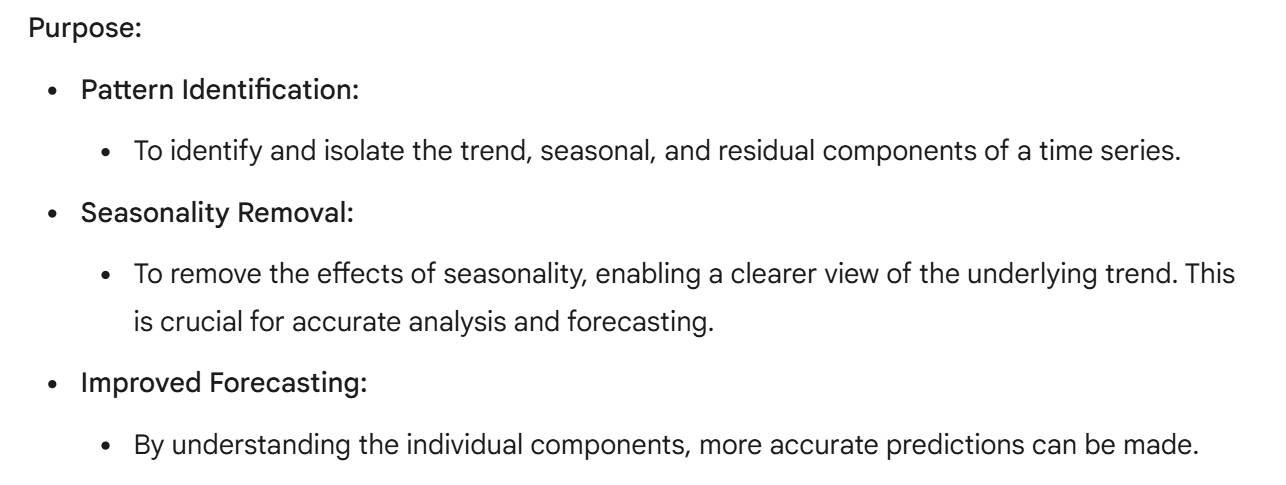 Purpose:
• Pattern Identification:
• To identify and isolate the trend, seasonal, and residual components of a time series.
• Seasonality Removal:
• To remove the effects of seasonality, enabling a clearer view of the underlying trend. This
is crucial for accurate analysis and forecasting.
• Improved Forecasting:
• By understanding the individual components, more accurate predictions can be made.